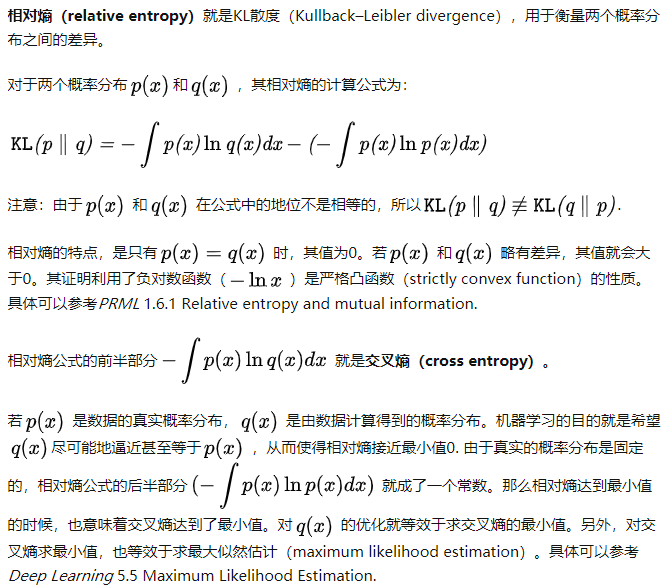 相对熵（relative entropy）就是KL散度（Kullback–Leibler divergence），用于衡量两个概率分
布之间的差异。
对于两个概率分布 p(x) 和 q(x) ，其相对熵的计算公式为：
KL(p ∥ q) = − ∫ p(x) ln q(x)dx − (− ∫ p(x) ln p(x)dx)
注意：由于 p(x) 和 q(x) 在公式中的地位不是相等的，所以 KL(p ∥ q) ≢ KL(q ∥ p).
相对熵的特点，是只有 p(x) = q(x) 时，其值为0。若 p(x) 和 q(x) 略有差异，其值就会大
于0。其证明利用了负对数函数（ − ln x ）是严格凸函数（strictly convex function）的性质。
具体可以参考PRML 1.6.1 Relative entropy and mutual information.
相对熵公式的前半部分 − ∫ p(x) ln q(x)dx 就是交叉熵（cross entropy）。
若 p(x) 是数据的真实概率分布， q(x) 是由数据计算得到的概率分布。机器学习的目的就是希望
q(x) 尽可能地逼近甚至等于 p(x) ，从而使得相对熵接近最小值0. 由于真实的概率分布是固定
的，相对熵公式的后半部分 (− ∫ p(x) ln p(x)dx) 就成了一个常数。那么相对熵达到最小值
的时候，也意味着交叉熵达到了最小值。对 q(x) 的优化就等效于求交叉熵的最小值。另外，对交
叉熵求最小值，也等效于求最大似然估计（maximum likelihood estimation）。具体可以参考
Deep Learning 5.5 Maximum Likelihood Estimation.